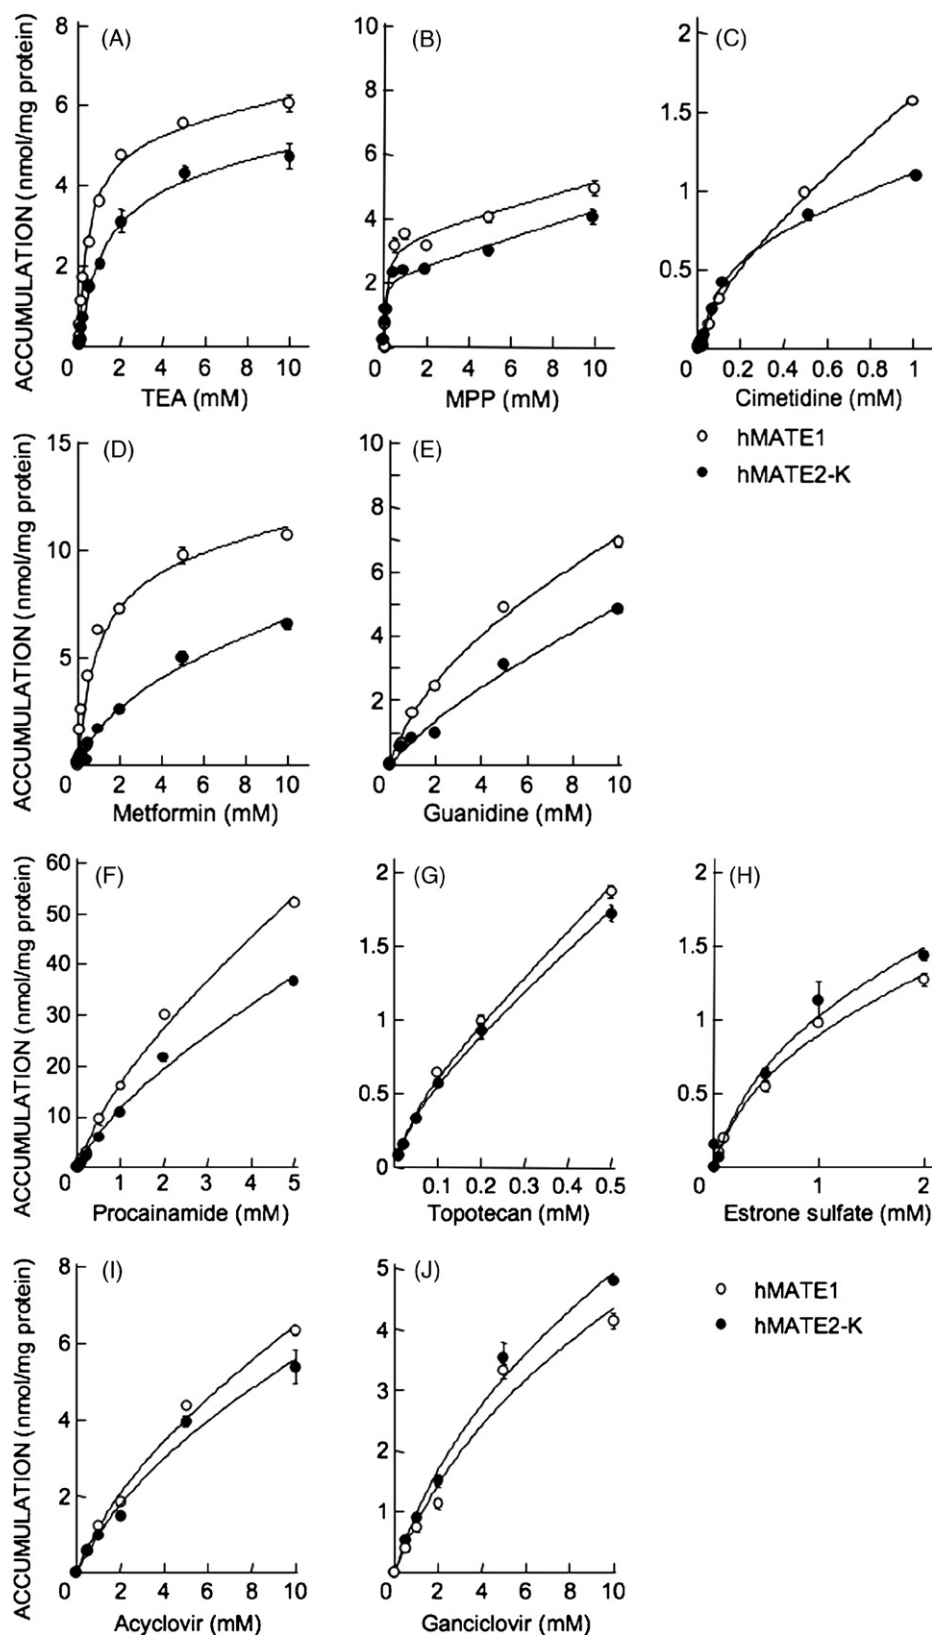 (A) (B) (C)
ACCUMULATION (nmol/mg protein)
8 6 4 2
0 2 4 6 8 10
TEA (mM)
10 8 6 4 2
0 2 4 6 8 10
MPP (mM)
2 1.5 1 0.5
0 0.2 0.4 0.6 0.8 1
Cimetidine (mM)
hMATE1
hMATE2-K
(D) (E)
ACCUMULATION (nmol/mg protein)
15 10 5
0 2 4 6 8 10
Metformin (mM)
10 8 6 4 2
0 2 4 6 8 10
Guanidine (mM)
(F) (G) (H)
ACCUMULATION (nmol/mg protein)
60 50 40 30 20 10
0 1 2 3 4 5
Procainamide (mM)
2 1.5 1 0.5 0
0.1 0.2 0.3 0.4 0.5
Topotecan (mM)
2 1.5 1 0.5 0
0 1 2
Estrone sulfate (mM)
(I) (J)
ACCUMULATION (nmol/mg protein)
8 6 4 2 0
0 2 4 6 8 10
Acyclovir (mM)
5 4 3 2 1 0
0 2 4 6 8 10
Ganciclovir (mM)
hMATE1
hMATE2-K